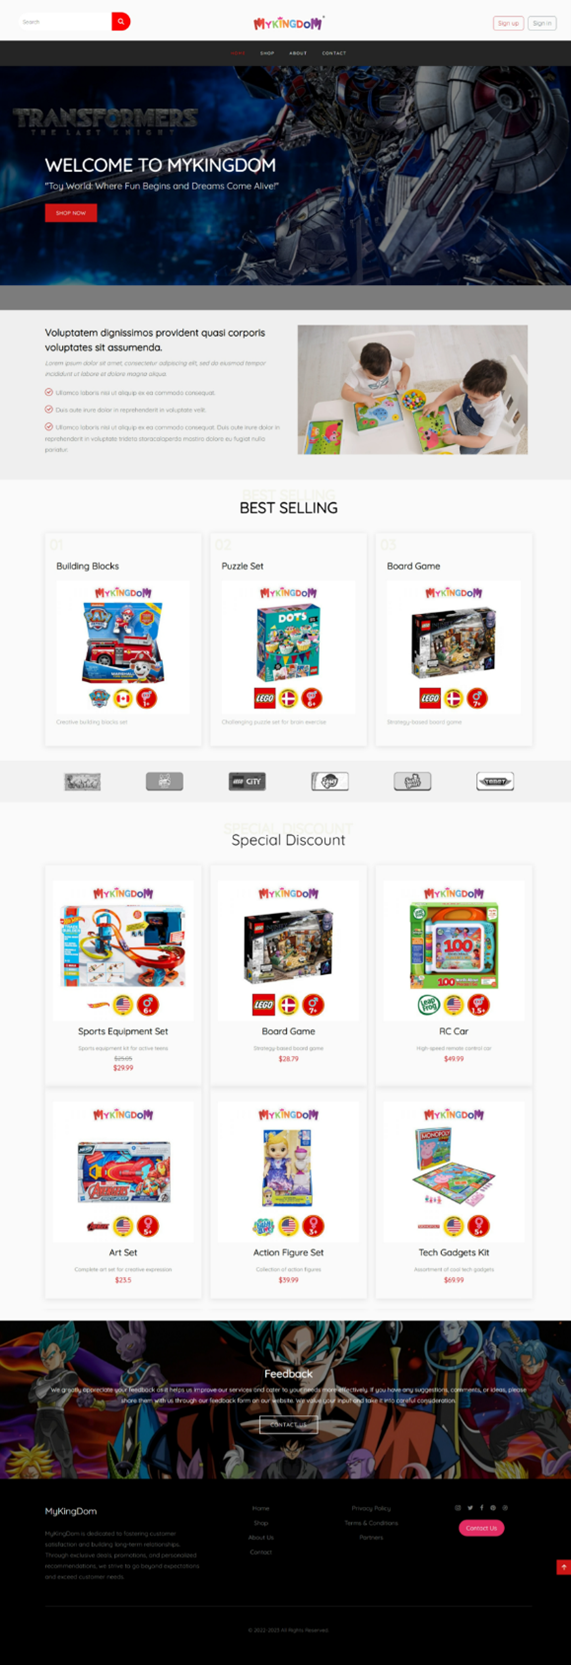 Search
MYKINGDOM
Sign up
Sign in
HOME
SHOP
ABOUT
CONTACT
TRANSFORMERS
THE LAST KNIGHT
WELCOME TO MYKINGDOM
"Toy World: Where Fun Begins and Dreams Come Alive!"
SHOP NOW
Voluptatem dignissimos provident quasi corporis
voluptates sit assumenda.
Lorem ipsum dolor sit amet, consectetur adipiscing elit, sed do eiusmod tempor
incididunt ut labore et dolore magna aliqua.
Ullamco laboris nisi ut aliquip ex ea commodo consequat.
Duis aute irure dolor in reprehenderit in voluptate velit.
Ullamco laboris nisi ut aliquip ex ea commodo consequat. Duis aute irure dolor in
reprehenderit in voluptate trideta storacalaperda mastiro dolore eu fugiat nulla
pariatur.
BEST SELLING
BEST SELLING
01
02
03
Building Blocks
Puzzle Set
Board Game
MYKINGDOM
MYKINGDOM
MYKINGDOM
DOTS
1+
LEGO
6+
LEGO
7+
Creative building blocks set
Challenging puzzle set for brain exercise
Strategy-based board game
CITY
SPECIAL DISCOUNT
Special Discount
MYKINGDOM
MYKINGDOM
MYKINGDOM
100
6+
LEGO
7+
Leap Frog
1.5+
Sports Equipment Set
Board Game
RC Car
Sports equipment kit for active teens
Strategy-based board game
High-speed remote control car
$25.05
$29.99
$28.79
$49.99
MYKINGDOM
MYKINGDOM
MYKINGDOM
MONOPOLY
AVENGERS
5+
3+
5+
Art Set
Action Figure Set
Tech Gadgets Kit
Complete art set for creative expression
Collection of action figures
Assortment of cool tech gadgets
$23.5
$39.99
$69.99
Feedback
We greatly appreciate your feedback as it helps us improve our services and cater to your needs more effectively. If you have any suggestions, comments, or ideas, please
share them with us through our feedback form on our website. We value your input and take it into careful consideration.
CONTACT US
MyKingDom
MyKingDom is dedicated to fostering customer
satisfaction and building long-term relationships.
Through exclusive deals, promotions, and personalized
recommendations, we strive to go beyond expectations
and exceed customer needs.
Home
Shop
About Us
Contact
Privacy Policy
Terms & Conditions
Partners
Contact Us
© 2022-2023 All Rights Reserved